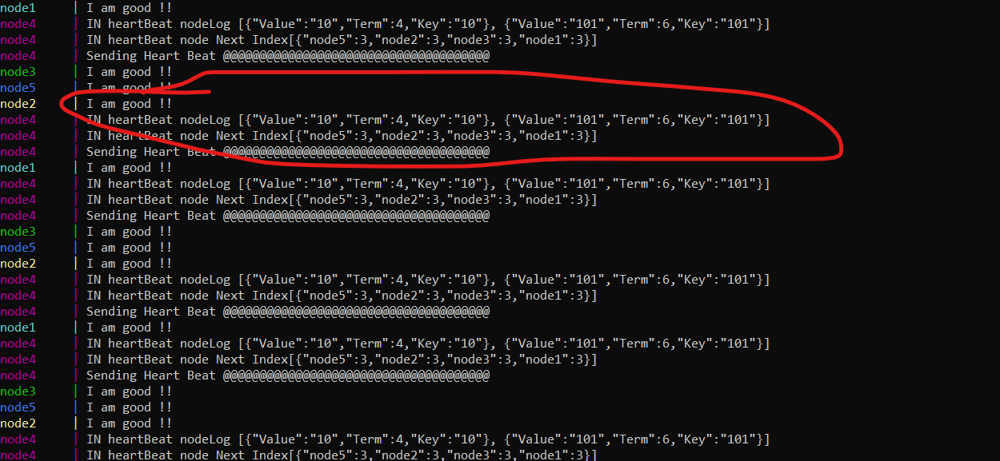 node1 | I am good !!
node4 | IN heartBeat nodeLog [{"Value":"10","Term":4,"Key":"10"}, {"Value":"101","Term":6,"Key":"101"}]
node4 | IN heartBeat node Next Index[{"node5":3,"node2":3,"node3":3,"node1":3}]
node4 | Sending Heart Beat @@@@@@@@@@@@@@@@@@@@@@@@@@@@@@@@@@@@@
node3 | I am good !!
node5 | I am good !!
node2 | I am good !!
node4 | IN heartBeat nodeLog [{"Value":"10","Term":4,"Key":"10"}, {"Value":"101","Term":6,"Key":"101"}]
node4 | IN heartBeat node Next Index[{"node5":3,"node2":3,"node3":3,"node1":3}]
node4 | Sending Heart Beat @@@@@@@@@@@@@@@@@@@@@@@@@@@@@@@@@@@@@
node1 | I am good !!
node4 | IN heartBeat nodeLog [{"Value":"10","Term":4,"Key":"10"}, {"Value":"101","Term":6,"Key":"101"}]
node4 | IN heartBeat node Next Index[{"node5":3,"node2":3,"node3":3,"node1":3}]
node4 | Sending Heart Beat @@@@@@@@@@@@@@@@@@@@@@@@@@@@@@@@@@@@@
node3 | I am good !!
node5 | I am good !!
node2 | I am good !!
node4 | IN heartBeat nodeLog [{"Value":"10","Term":4,"Key":"10"}, {"Value":"101","Term":6,"Key":"101"}]
node4 | IN heartBeat node Next Index[{"node5":3,"node2":3,"node3":3,"node1":3}]
node4 | Sending Heart Beat @@@@@@@@@@@@@@@@@@@@@@@@@@@@@@@@@@@@@
node1 | I am good !!
node4 | IN heartBeat nodeLog [{"Value":"10","Term":4,"Key":"10"}, {"Value":"101","Term":6,"Key":"101"}]
node4 | IN heartBeat node Next Index[{"node5":3,"node2":3,"node3":3,"node1":3}]
node4 | Sending Heart Beat @@@@@@@@@@@@@@@@@@@@@@@@@@@@@@@@@@@@@
node3 | I am good !!
node5 | I am good !!
node2 | I am good !!
node4 | IN heartBeat nodeLog [{"Value":"10","Term":4,"Key":"10"}, {"Value":"101","Term":6,"Key":"101"}]
node4 | IN heartBeat node Next Index[{"node5":3,"node2":3,"node3":3,"node1":3}]